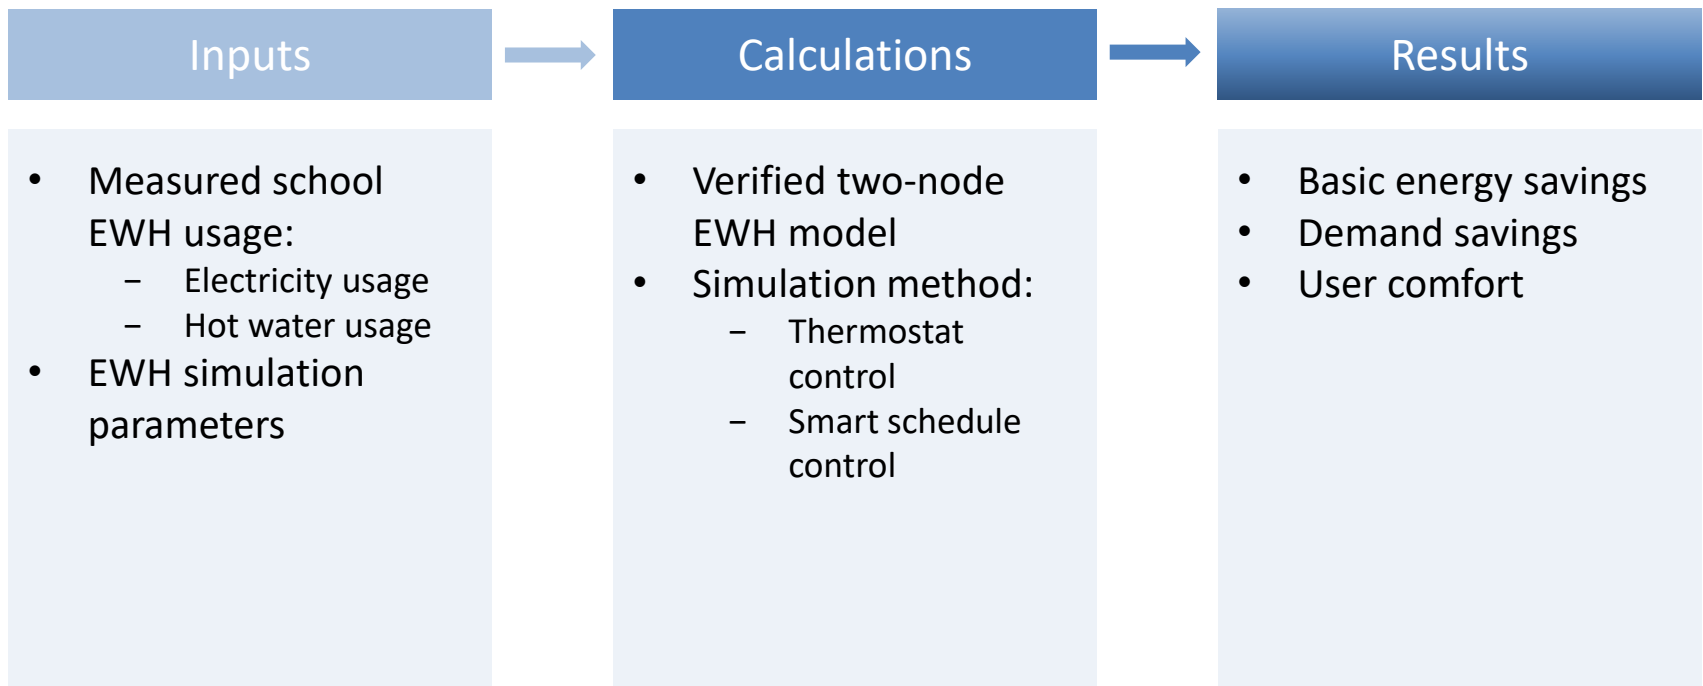 Inputs
Calculations
Results
• Measured school
EWH usage:
− Electricity usage
− Hot water usage
• EWH simulation
parameters
• Verified two-node
EWH model
• Simulation method:
− Thermostat
control
− Smart schedule
control
• Basic energy savings
• Demand savings
• User comfort